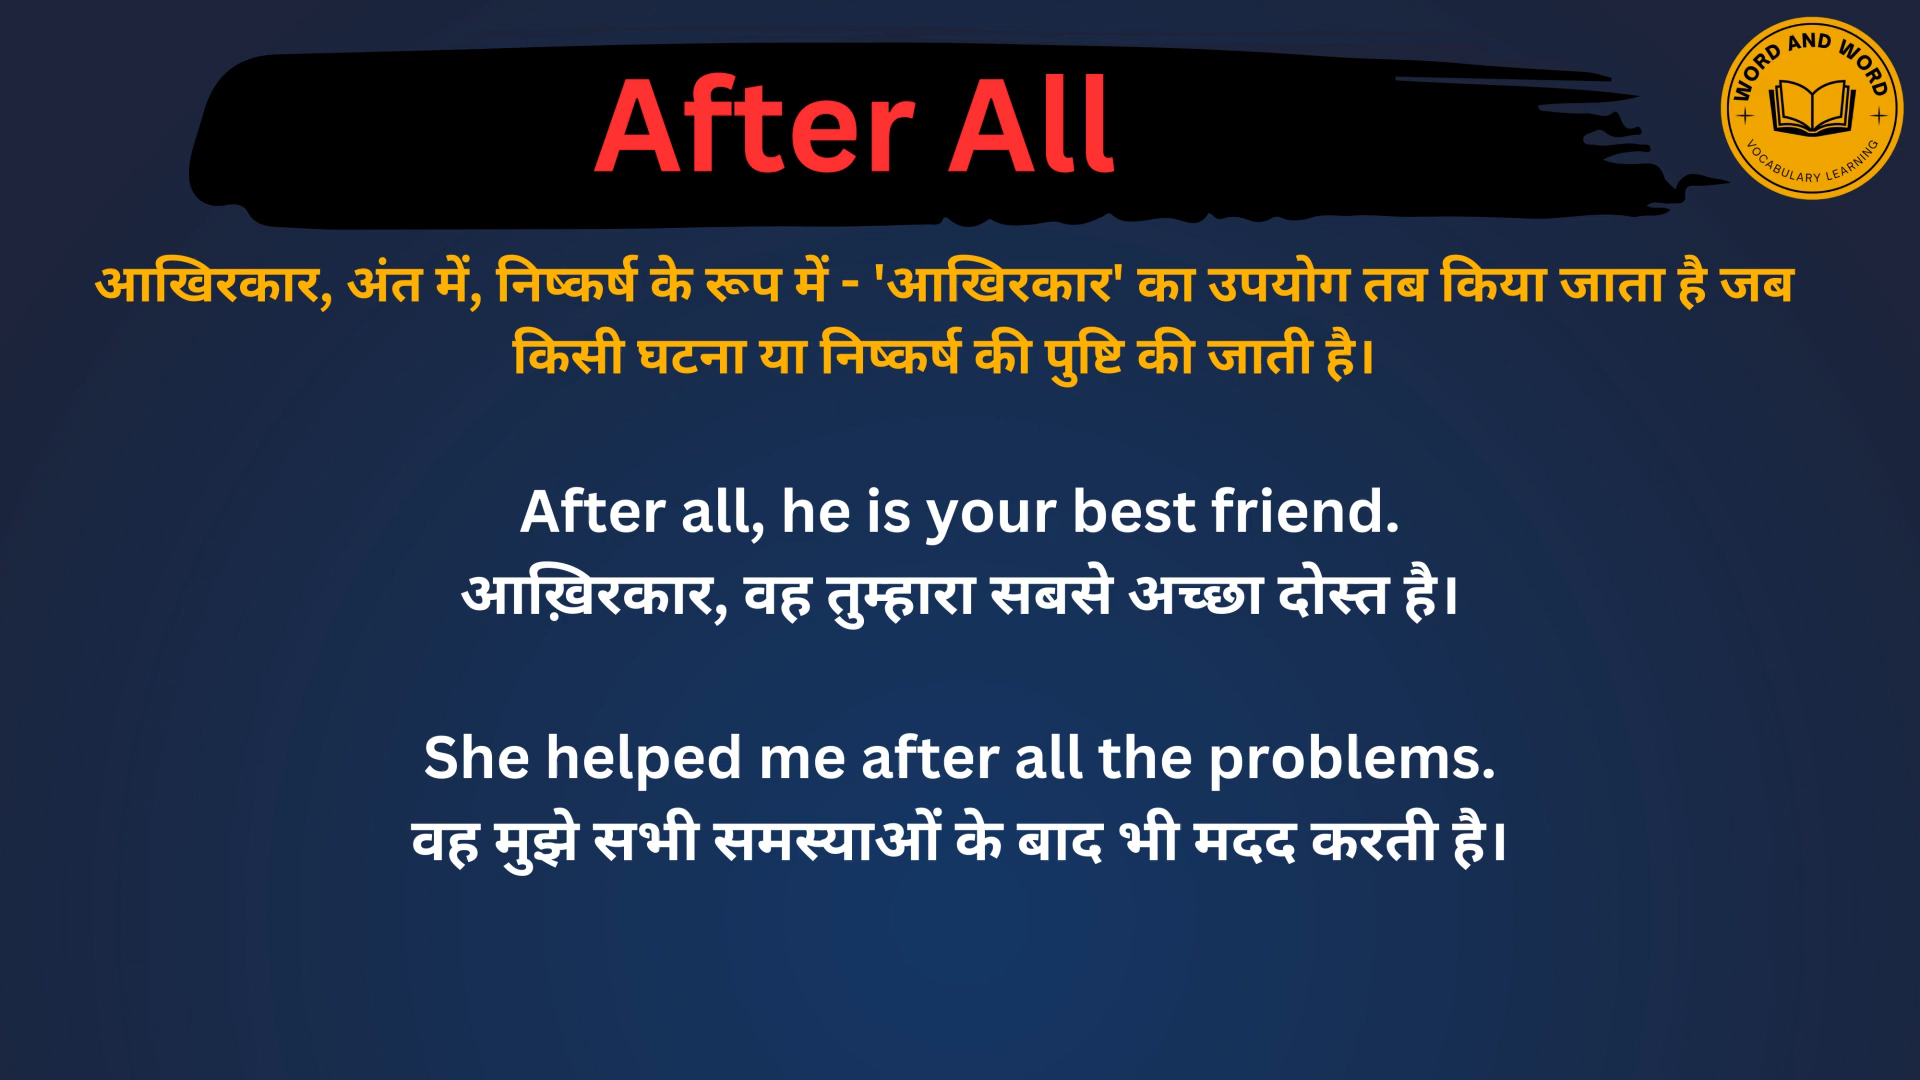 After All
WORD AND WORD
VOCABULARY LEARNING
आखिरकार, अंत में, निष्कर्ष के रूप में - 'आखिरकार' का उपयोग तब किया जाता है जब
किसी घटना या निष्कर्ष की पुष्टि की जाती है।
After all, he is your best friend.
आख़िरकार, वह तुम्हारा सबसे अच्छा दोस्त है।
She helped me after all the problems.
वह मुझे सभी समस्याओं के बाद भी मदद करती है।